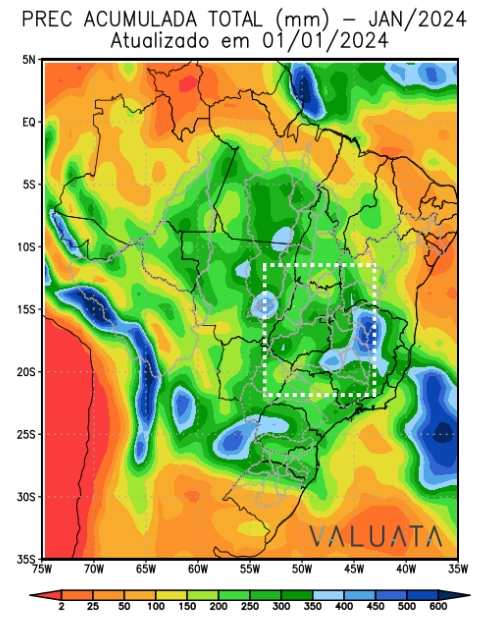 PREC ACUMULADA TOTAL (mm) – JAN/2024
Atualizado em 01/01/2024
5N
EQ
5S
10S
15S
20S
25S
30S
35S
VALUATA
75W 70W 65W 60W 55W 50W 45W 40W 35W
2 25 50 100 150 200 250 300 350 400 450 500 600